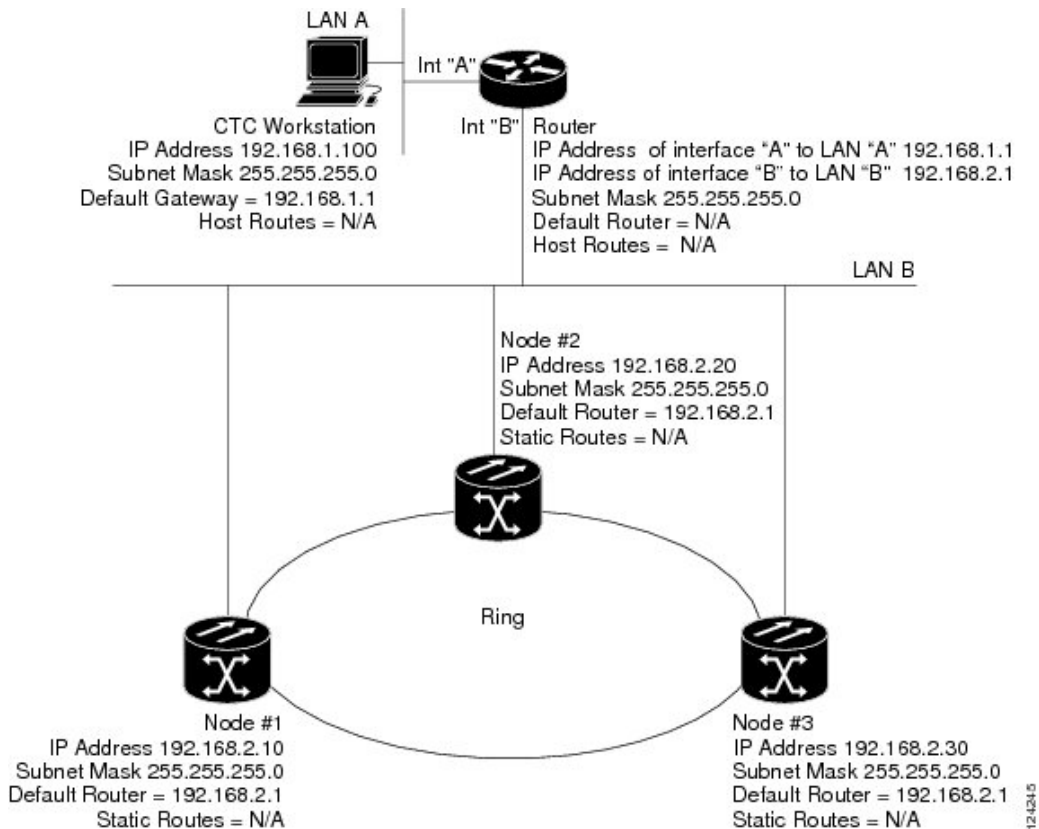 LAN A
Int "A"
CTC Workstation
IP Address 192.168.1.100
Subnet Mask 255.255.255.0
Default Gateway = 192.168.1.1
Host Routes = N/A
Int "B"
Router
IP Address of interface “A” to LAN “A” 192.168.1.1
IP Address of interface “B” to LAN “B” 192.168.2.1
Subnet Mask 255.255.255.0
Default Router = N/A
Host Routes = N/A
LAN B
Node #2
IP Address 192.168.2.20
Subnet Mask 255.255.255.0
Default Router = 192.168.2.1
Static Routes = N/A
Ring
Node #1
IP Address 192.168.2.10
Subnet Mask 255.255.255.0
Default Router = 192.168.2.1
Static Routes = N/A
Node #3
IP Address 192.168.2.30
Subnet Mask 255.255.255.0
Default Router = 192.168.2.1
Static Routes = N/A
124245